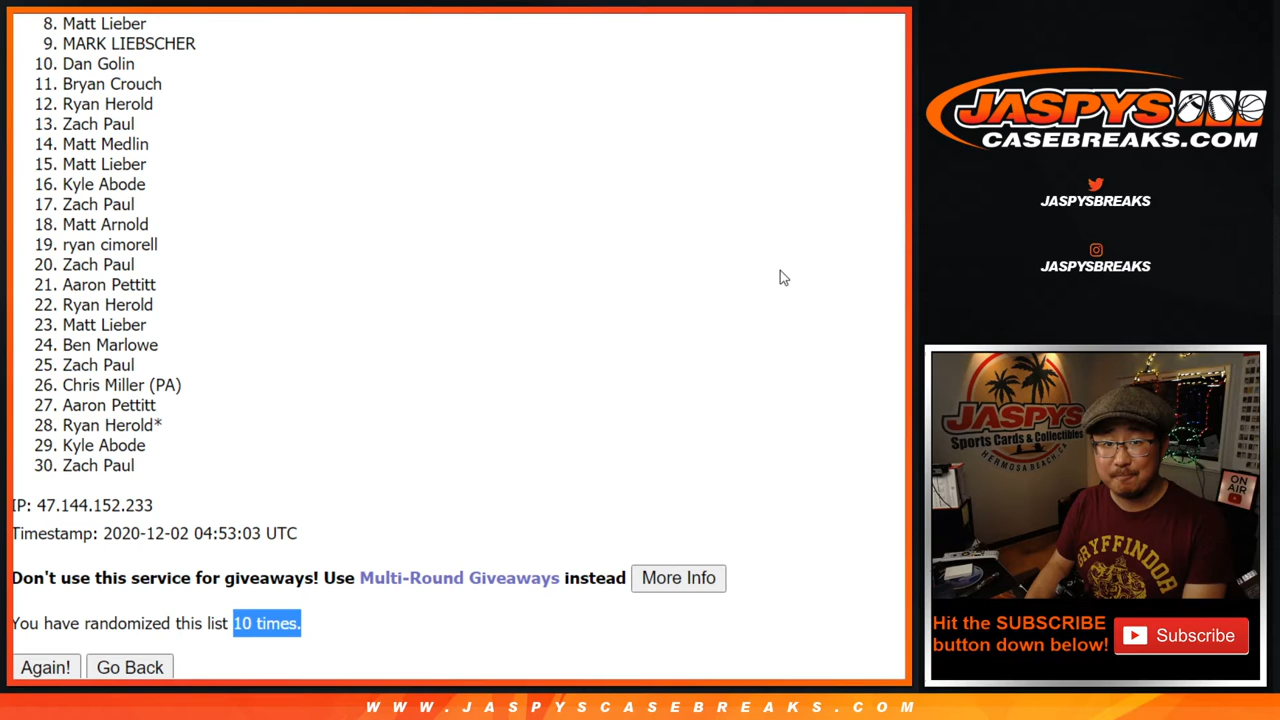 8. Matt Lieber
9. MARK LIEBSCHER
10. Dan Golin
11. Bryan Crouch
12. Ryan Herold
13. Zach Paul
14. Matt Medlin
15. Matt Lieber
16. Kyle Abode
17. Zach Paul
18. Matt Arnold
19. ryan cimorell
20. Zach Paul
21. Aaron Pettitt
22. Ryan Herold
23. Matt Lieber
24. Ben Marlowe
25. Zach Paul
26. Chris Miller (PA)
27. Aaron Pettitt
28. Ryan Herold*
29. Kyle Abode
30. Zach Paul
IP: 47.144.152.233
Timestamp: 2020-12-02 04:53:03 UTC
Don't use this service for giveaways! Use Multi-Round Giveaways instead More Info
You have randomized this list 10 times.
Again! Go Back
JASPYS
CASEBREAKS.COM
JASPYSBREAKS
JASPYSBREAKS
JASPYS
Sports Cards & Collectibles
HERMOSA BEACH, CA
ON
AIR
GRYFFINDOR
Hit the SUBSCRIBE
button down below!
Subscribe
WWW.JASPYSCASEBREAKS.COM